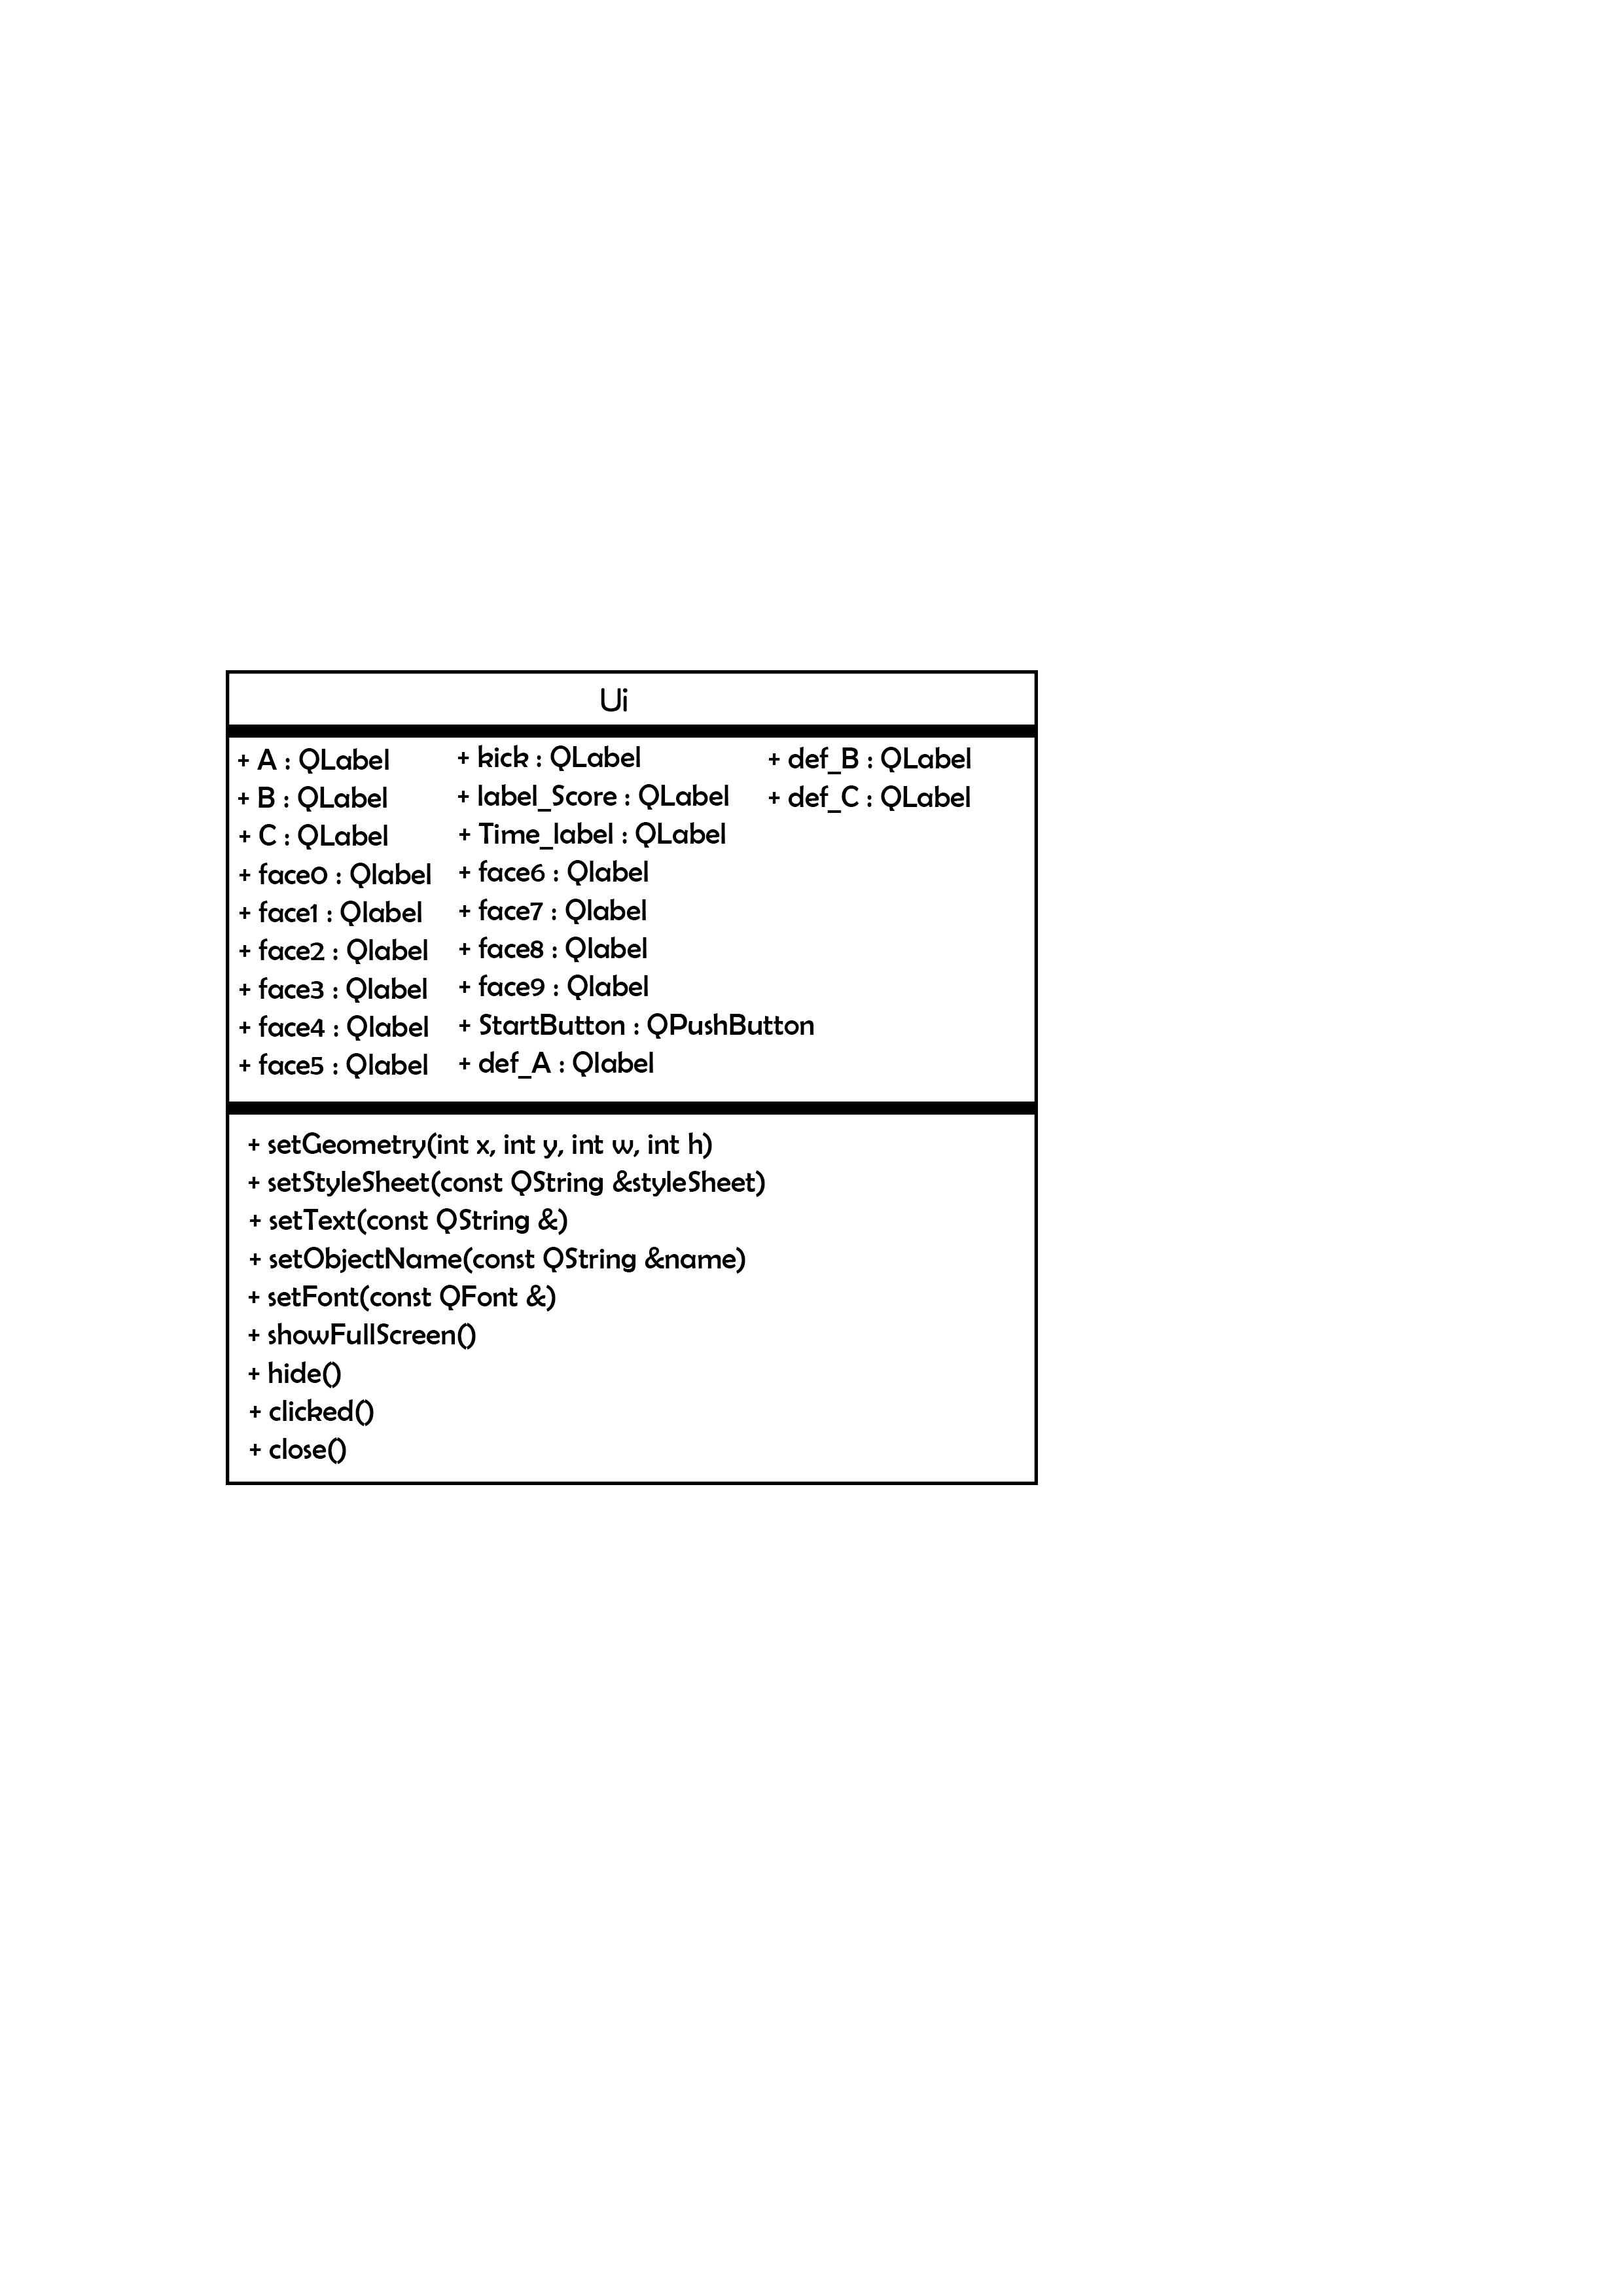 Ui
+ A : QLabel
+ B : QLabel
+ C : QLabel
+ face0 : Qlabel
+ face1 : Qlabel
+ face2 : Qlabel
+ face3 : Qlabel
+ face4 : Qlabel
+ face5 : Qlabel
+ kick : QLabel
+ label_Score : QLabel
+ Time_label : QLabel
+ face6 : Qlabel
+ face7 : Qlabel
+ face8 : Qlabel
+ face9 : Qlabel
+ StartButton : QPushButton
+ def_A : Qlabel
+ def_B : QLabel
+ def_C : QLabel
+ setGeometry(int x, int y, int w, int h)
+ setStyleSheet(const QString &styleSheet)
+ setText(const QString &)
+ setObjectName(const QString &name)
+ setFont(const QFont &)
+ showFullScreen()
+ hide()
+ clicked()
+ close()